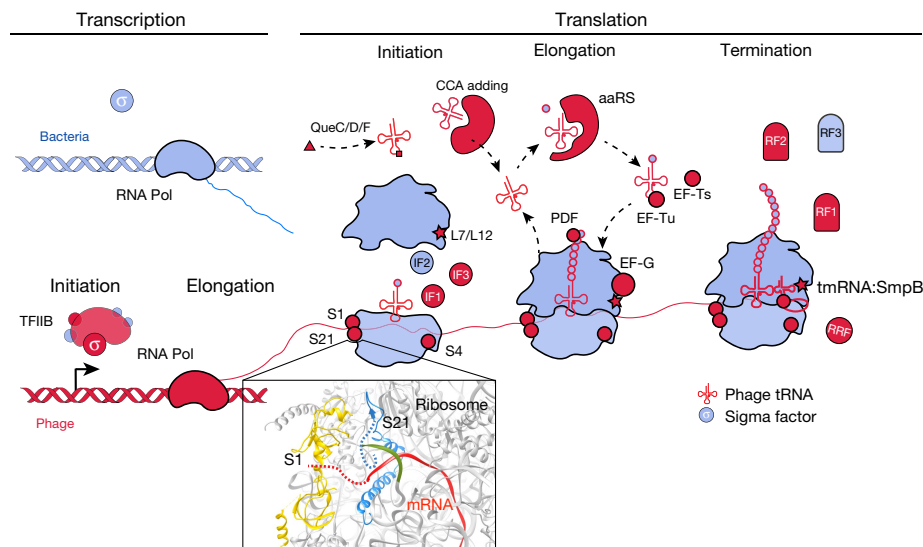 Transcription
Translation
Initiation
Elongation
Termination
σ
Bacteria
RNA Pol
QueC/D/F
CCA adding
aaRS
RF2
RF3
EF-Ts
EF-Tu
L7/L12
PDF
RF1
IF2
IF3
IF1
EF-G
tmRNA:SmpB
Initiation
Elongation
TFIIB
σ
RNA Pol
S1
S21
S4
RRF
Phage
Phage tRNA
σ Sigma factor
Ribosome
S21
S1
mRNA